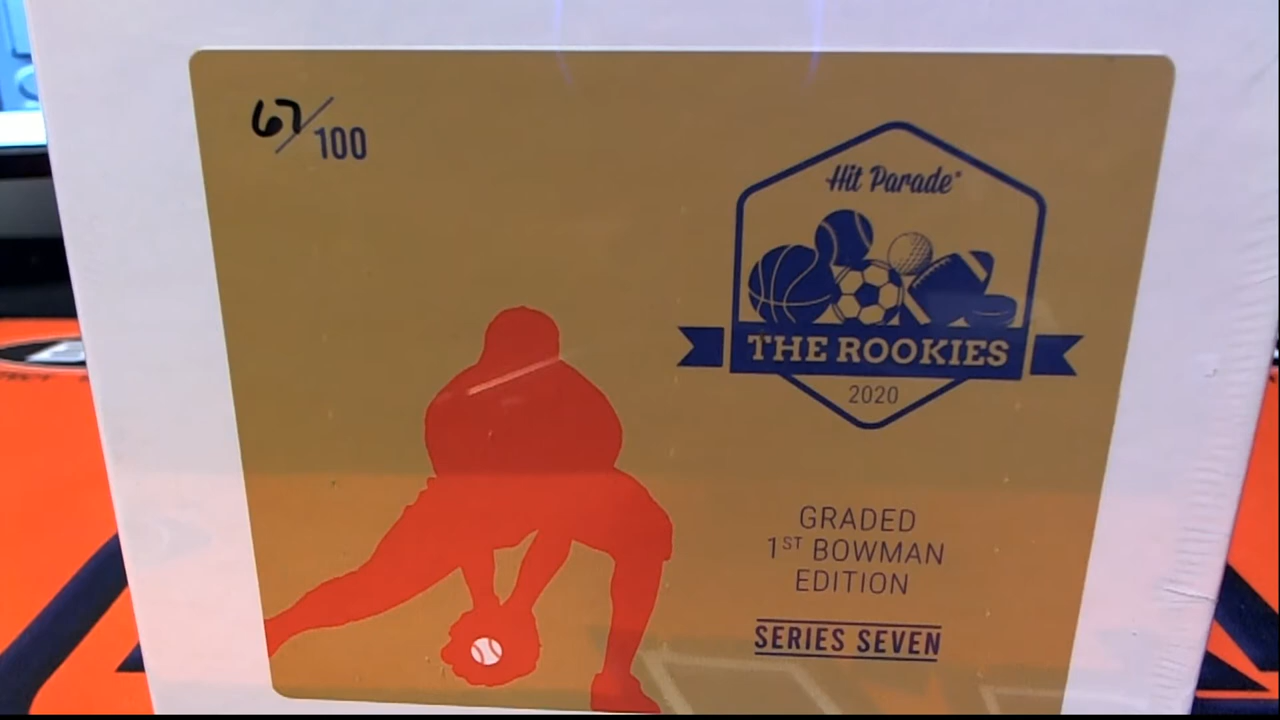 67/100
Hit Parade®
THE ROOKIES
2020
GRADED
1ST BOWMAN
EDITION
SERIES SEVEN